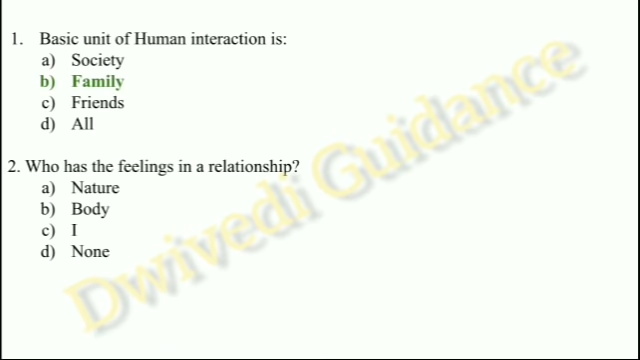 1. Basic unit of Human interaction is:
a) Society
b) Family
c) Friends
d) All
2. Who has the feelings in a relationship?
a) Nature
b) Body
c) I
d) None
Dwivedi Guidance